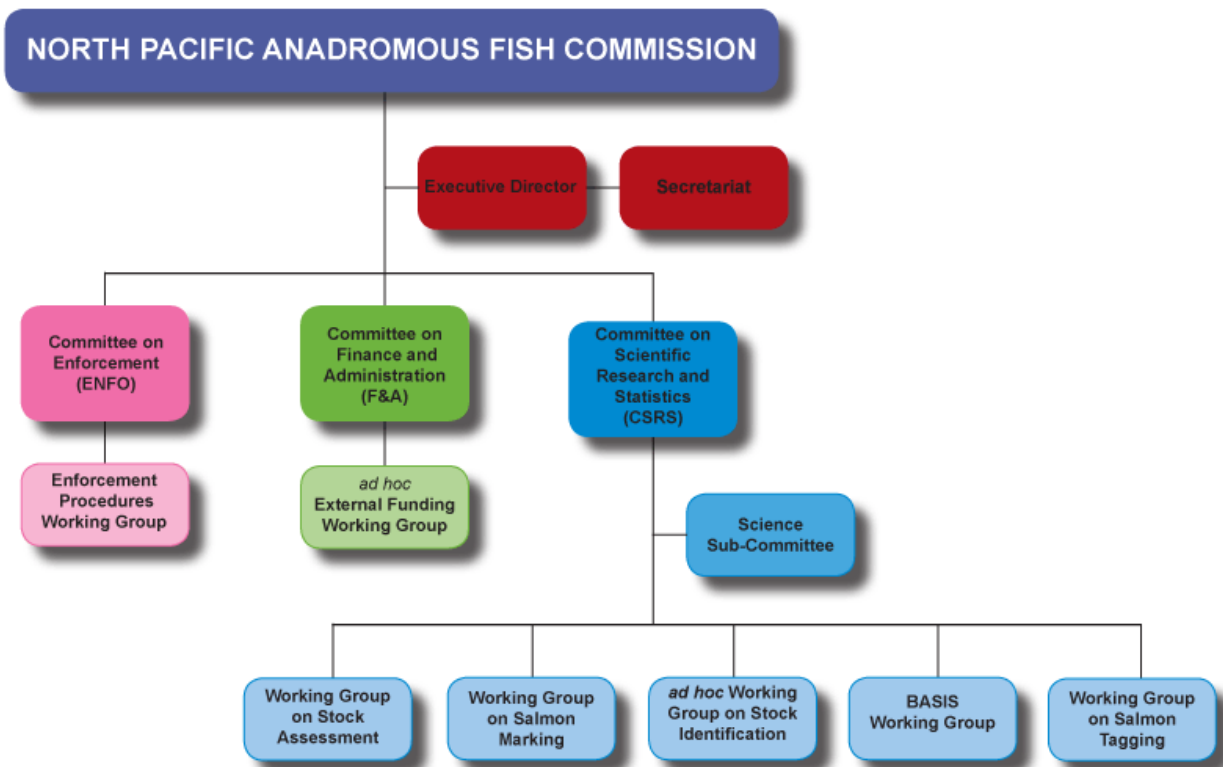 NORTH PACIFIC ANADROMOUS FISH COMMISSION
Executive Director
Secretariat
Committee on
Enforcement
(ENFO)
Committee on
Finance and
Administration
(F&A)
Committee on
Scientific
Research and
Statistics
(CSRS)
Enforcement
Procedures
Working Group
ad hoc
External Funding
Working Group
Science
Sub-Committee
Working Group
on Stock
Assessment
Working Group
on Salmon
Marking
ad hoc Working
Group on Stock
Identification
BASIS
Working Group
Working Group
on Salmon
Tagging